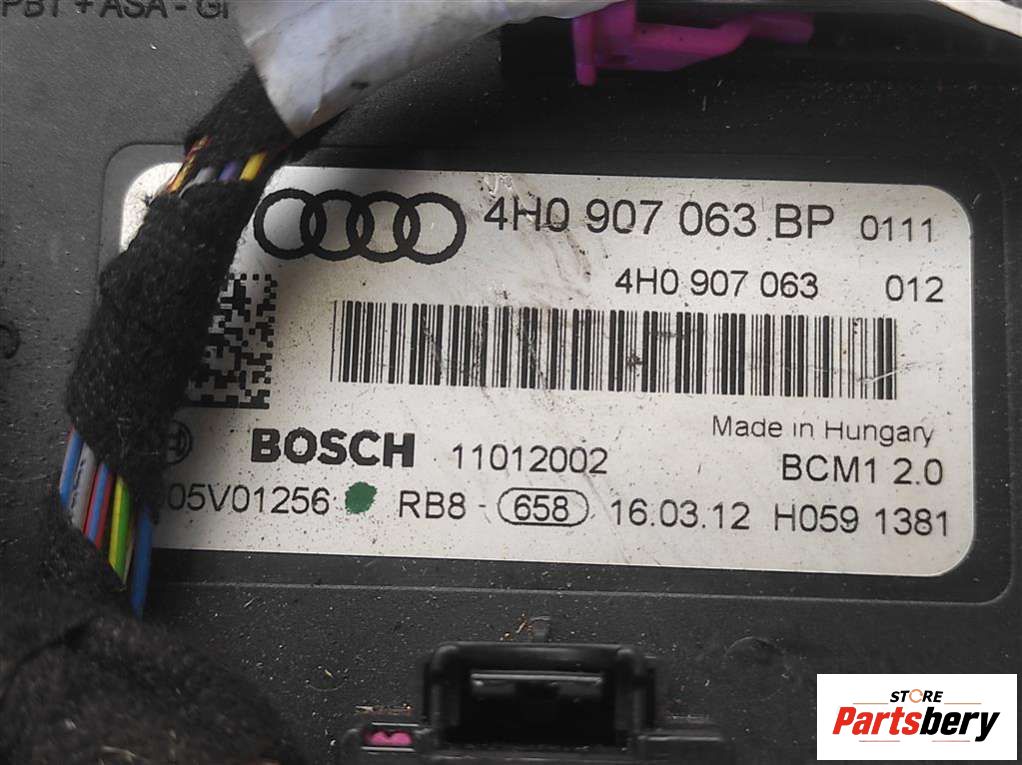 PBT + ASA - GF
4H0 907 063 BP 0111
4H0 907 063 012
Made in Hungary
BOSCH 11012002 BCM1 2.0
05V01256 RB8 - 658 16.03.12 H059 1381
STORE
Partsbery